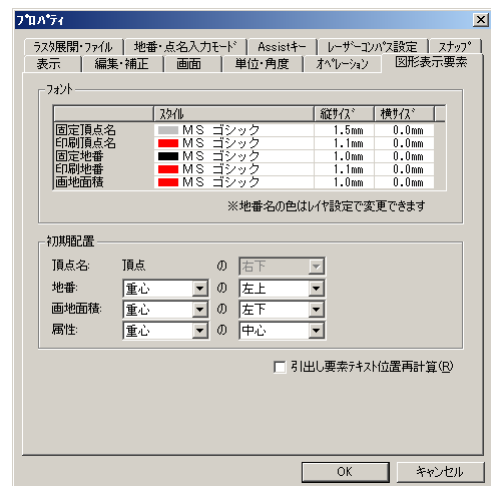 プロパティ
ラスタ展開・ファイル 地番・点名入力モード Assistキー レーザーコンパス設定 スナップ
表示 編集・補正 画面 単位・角度 オペレーション 図形表示要素
フォント
スタイル 縦サイズ 横サイズ
固定頂点名 MS ゴシック 1.5mm 0.0mm
印刷頂点名 MS ゴシック 1.1mm 0.0mm
固定地番 MS ゴシック 1.0mm 0.0mm
印刷地番 MS ゴシック 1.1mm 0.0mm
画地面積 MS ゴシック 1.0mm 0.0mm
※地番名の色はレイヤ設定で変更できます
初期配置
頂点名: 頂点 の 右下
地番: 重心 の 左上
画地面積: 重心 の 左下
属性: 重心 の 中心
引出し要素テキスト位置再計算(R)
OK キャンセル